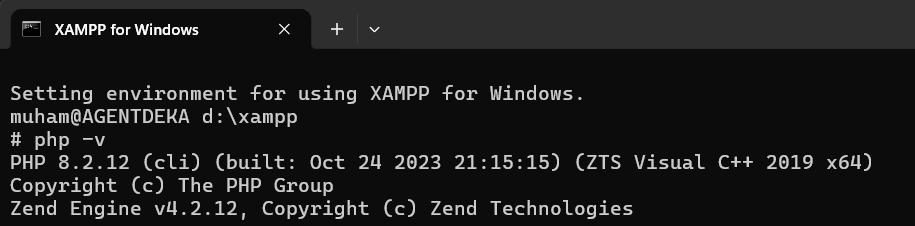 XAMPP for Windows
Setting environment for using XAMPP for Windows.
muham@AGENTDEKA d:\xampp
# php -v
PHP 8.2.12 (cli) (built: Oct 24 2023 21:15:15) (ZTS Visual C++ 2019 x64)
Copyright (c) The PHP Group
Zend Engine v4.2.12, Copyright (c) Zend Technologies